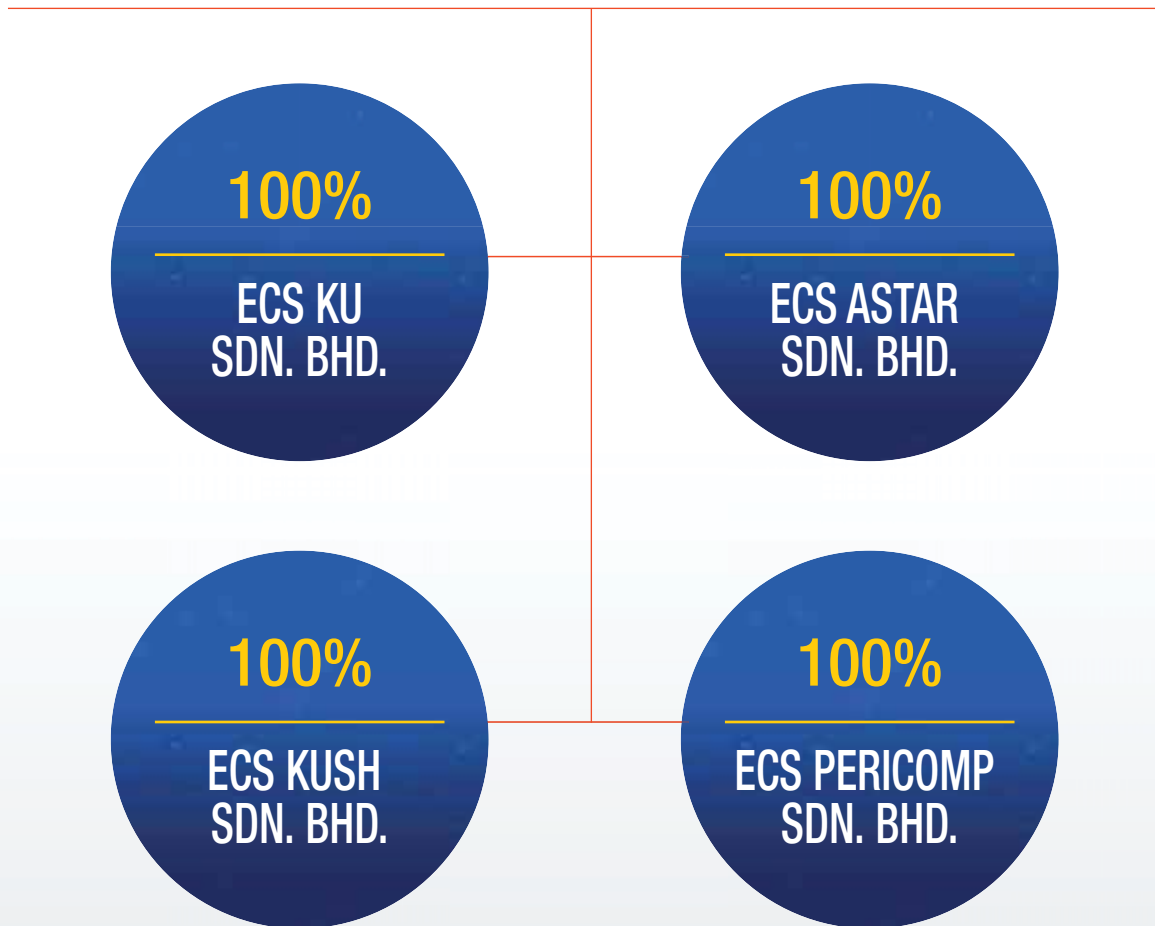 100%
ECS KU
SDN. BHD.
100%
ECS ASTAR
SDN. BHD.
100%
ECS KUSH
SDN. BHD.
100%
ECS PERICOMP
SDN. BHD.